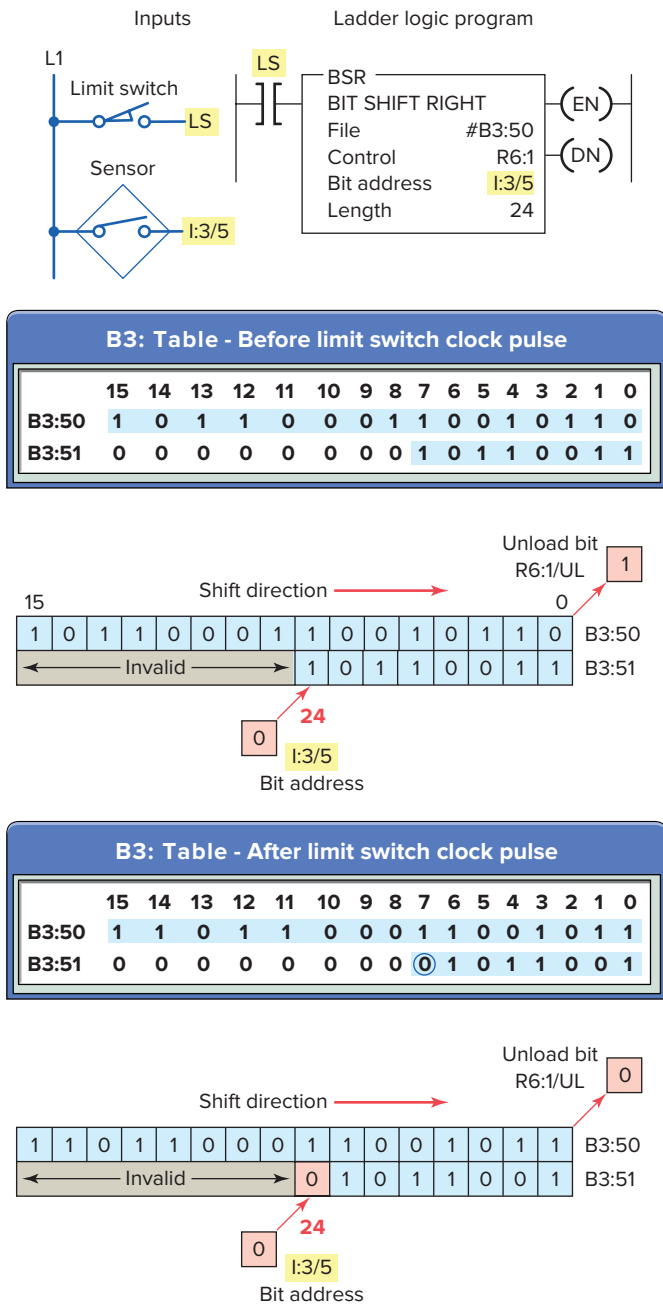 Inputs
Ladder logic program
L1
Limit switch
LS
Sensor
I:3/5
LS
BSR
BIT SHIFT RIGHT
File #B3:50
Control R6:1
Bit address I:3/5
Length 24
EN
DN
B3: Table - Before limit switch clock pulse
15 14 13 12 11 10 9 8 7 6 5 4 3 2 1 0
B3:50 1 0 1 1 0 0 0 1 1 0 0 1 0 1 1 0
B3:51 0 0 0 0 0 0 0 0 1 0 1 1 0 0 1 1
Unload bit
R6:1/UL
1
Shift direction
15 0
1 0 1 1 0 0 0 1 1 0 0 1 0 1 1 0 B3:50
Invalid 1 0 1 1 0 0 1 1 B3:51
24
0
I:3/5
Bit address
B3: Table - After limit switch clock pulse
15 14 13 12 11 10 9 8 7 6 5 4 3 2 1 0
B3:50 1 1 0 1 1 0 0 0 1 1 0 0 1 0 1 1
B3:51 0 0 0 0 0 0 0 0 0 1 0 1 1 0 0 1
Unload bit
R6:1/UL
0
Shift direction
1 1 0 1 1 0 0 0 1 1 0 0 1 0 1 1 B3:50
Invalid 0 1 0 1 1 0 0 1 B3:51
24
0
I:3/5
Bit address